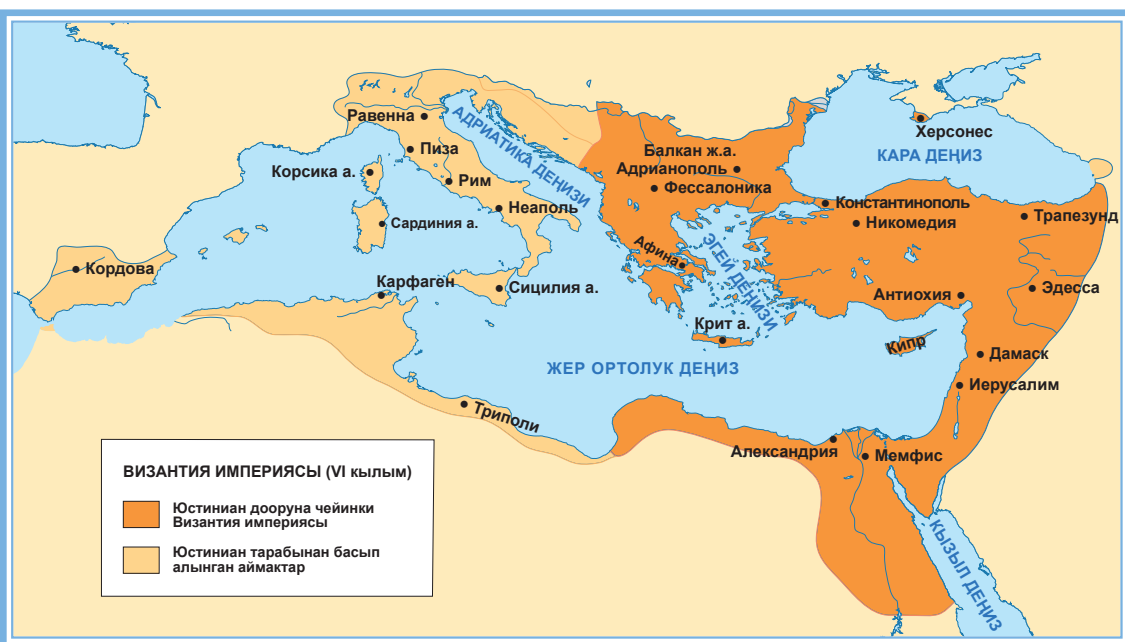 Равенна
АДРИАТИКА ДЕҢИЗИ
Пиза
Корсика а.
Рим
Неаполь
Сардиния а.
Кордова
Карфаген
Сицилия а.
Балкан ж.а.
Адрианополь
Фессалоника
Херсонес
КАРА ДЕҢИЗ
Константинополь
Никомедия
Трапезунд
Афина
ЭГЕЙ ДЕҢИЗИ
Антиохия
Эдесса
Крит а.
Кипр
Дамаск
ЖЕР ОРТОЛУК ДЕҢИЗ
Иерусалим
Триполи
Александрия
Мемфис
КЫЗЫЛ ДЕҢИЗ
ВИЗАНТИЯ ИМПЕРИЯСЫ (VI кылым)
Юстиниан дооруна чейинки
Византия империясы
Юстиниан тарабынан басып
алынган аймактар